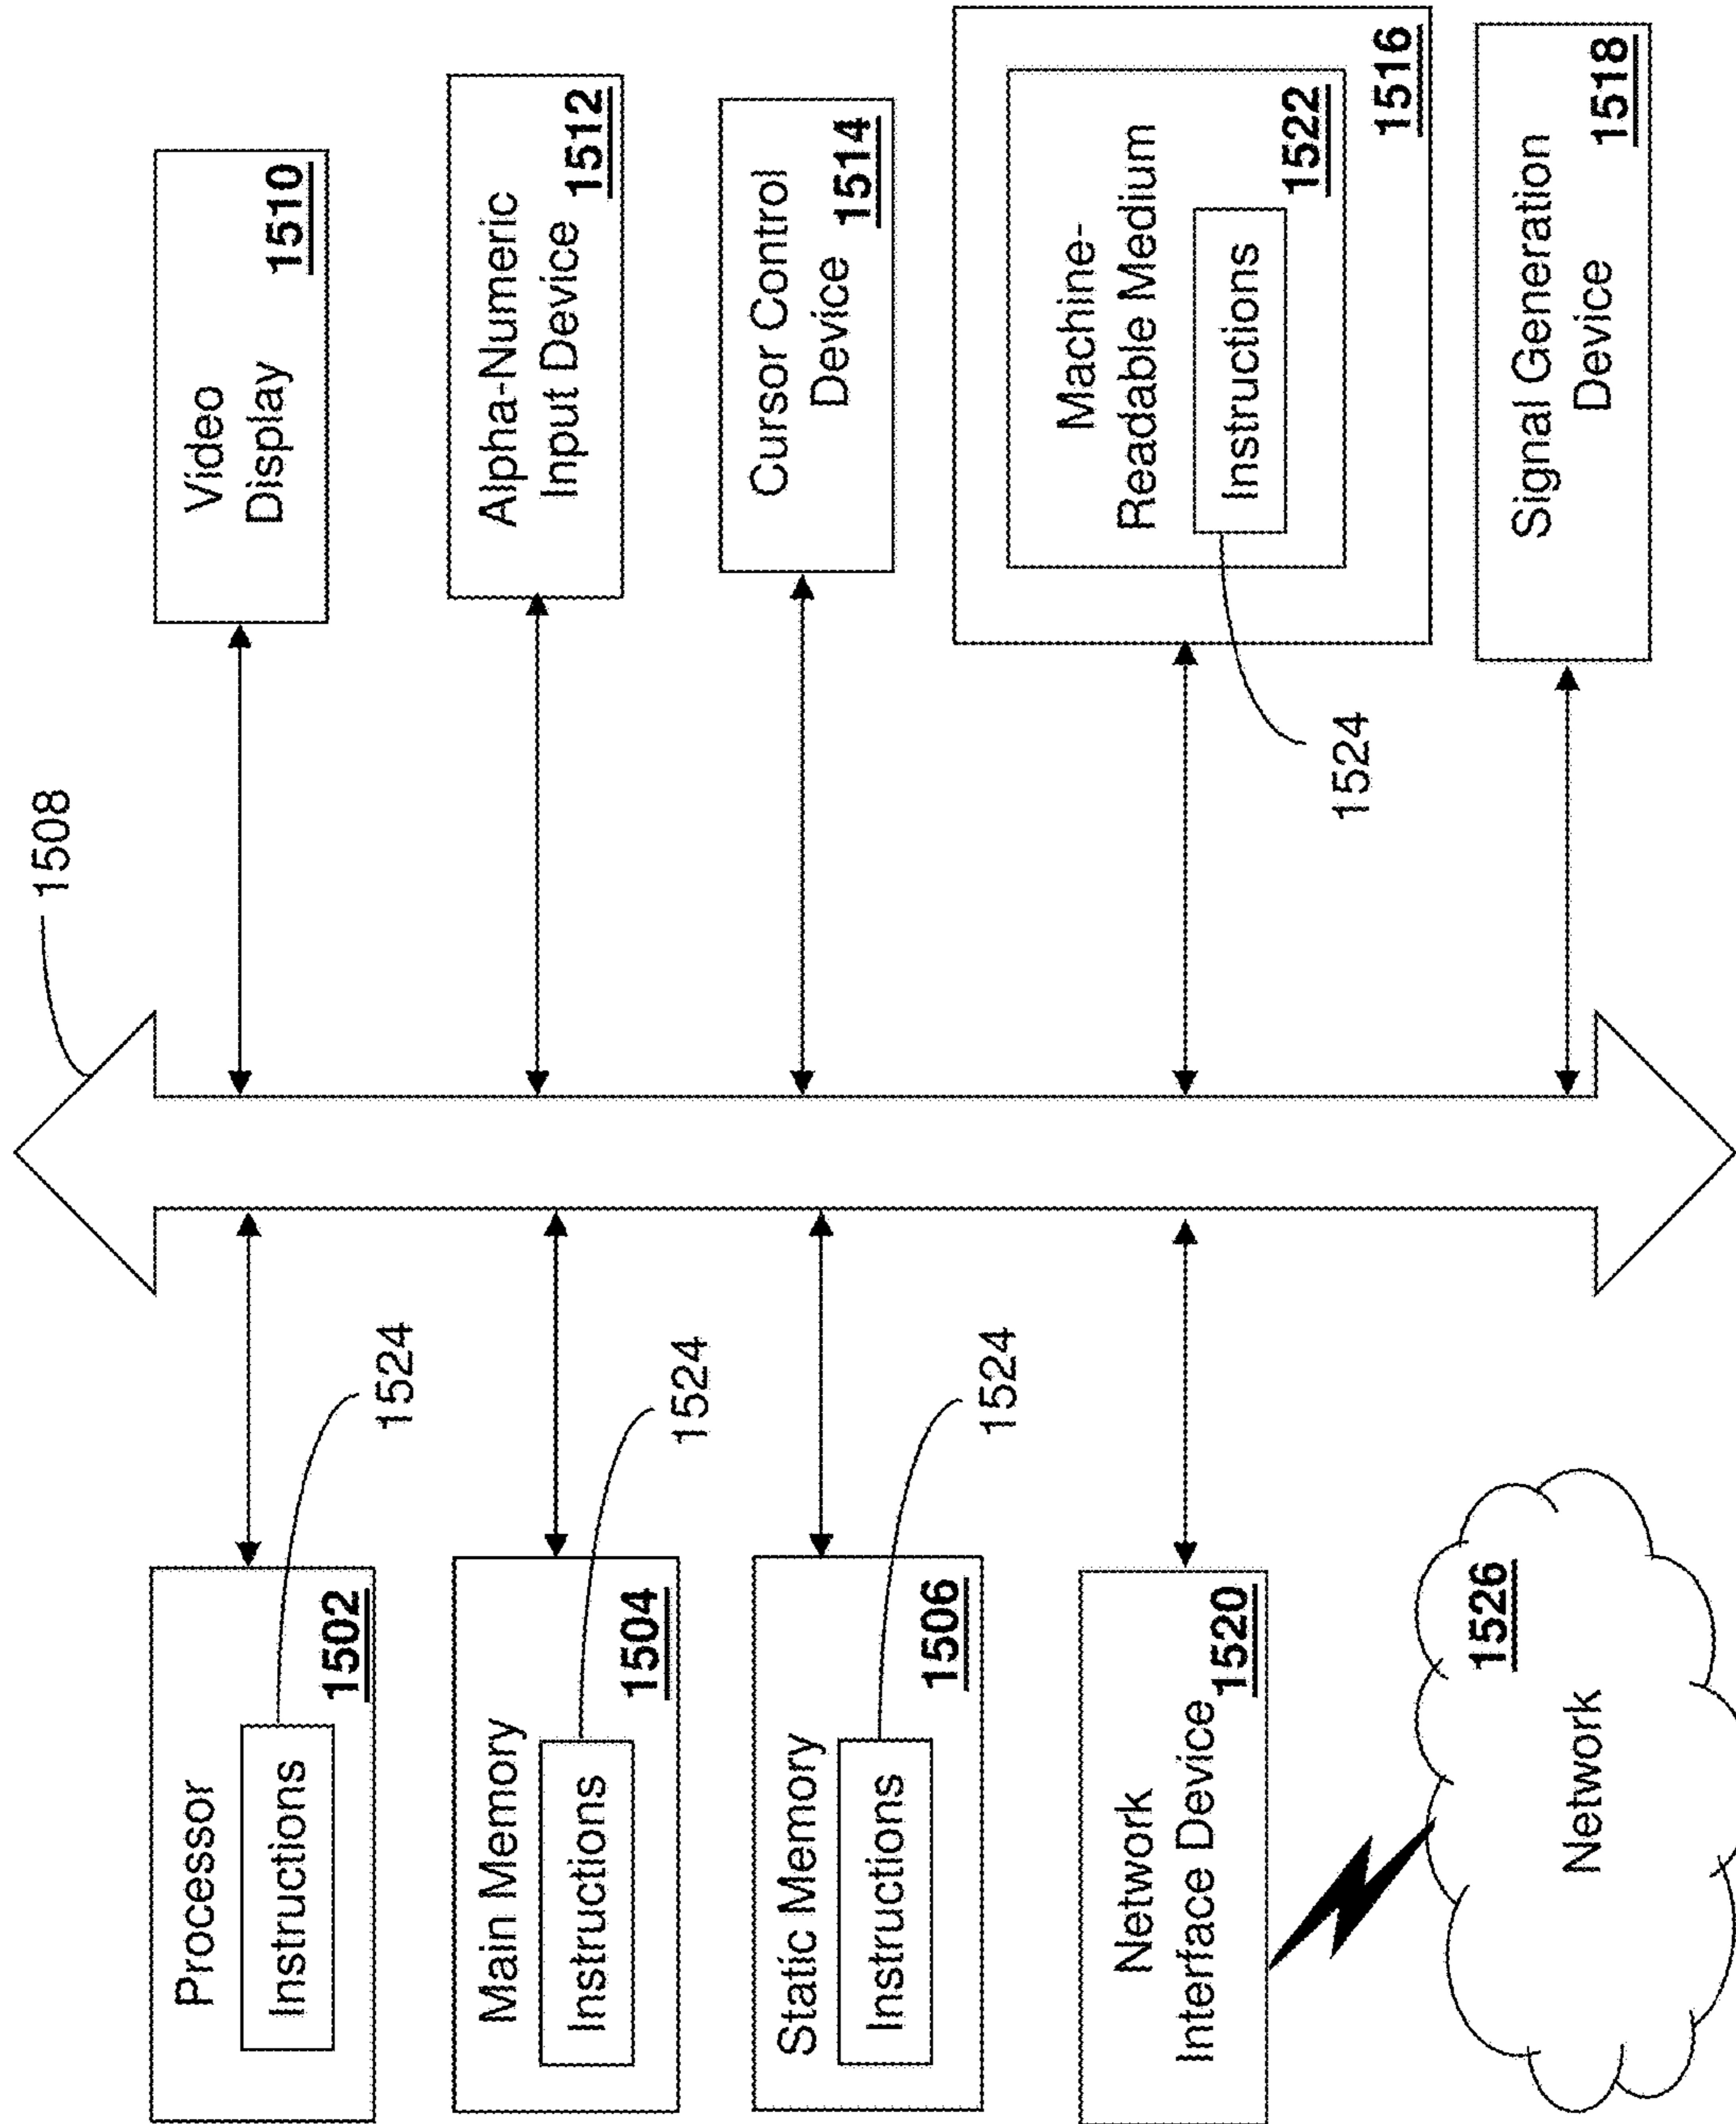 1508
Processor
Instructions
1502
1524
Main Memory
Instructions
1504
1524
Static Memory
Instructions
1506
1524
Network
Interface Device
1520
Network
1526
Video
Display
1510
Alpha-Numeric
Input Device
1512
Cursor Control
Device
1514
Machine-
Readable Medium
Instructions
1522
1516
1524
Signal Generation
Device
1518